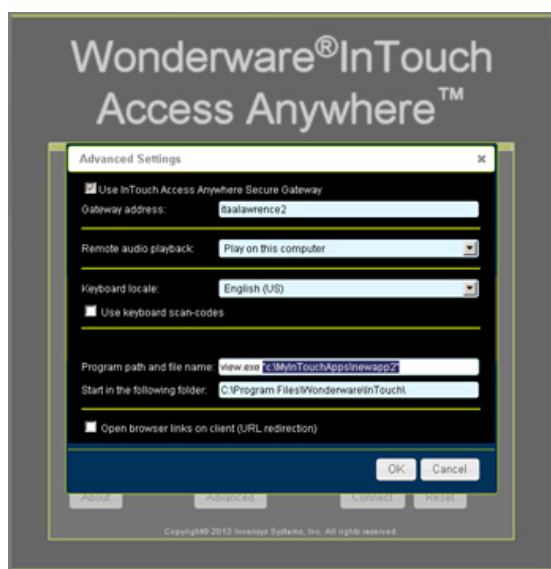 Wonderware®InTouch
Access Anywhere™
Advanced Settings ×
Use InTouch Access Anywhere Secure Gateway
Gateway address: itaalawrence2
Remote audio playback: Play on this computer
Keyboard locale: English (US)
Use keyboard scan-codes
Program path and file name: view.exe "c:\MyInTouchApps\newapp2"
Start in the following folder: C:\Program Files\Wonderware\InTouch\
Open browser links on client (URL redirection)
OK Cancel
About Advanced Connect Reset
Copyright© 2013 Invensys Systems, Inc. All rights reserved.